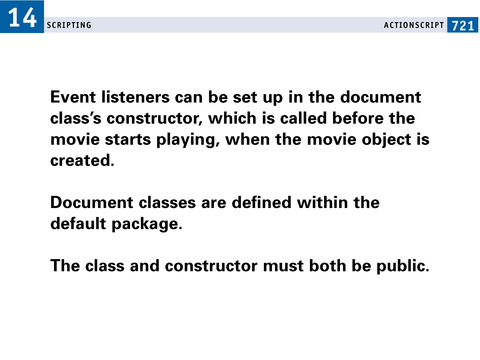 14
SCRIPTING
ACTIONSCRIPT 721
Event listeners can be set up in the document
class’s constructor, which is called before the
movie starts playing, when the movie object is
created.
Document classes are defined within the
default package.
The class and constructor must both be public.